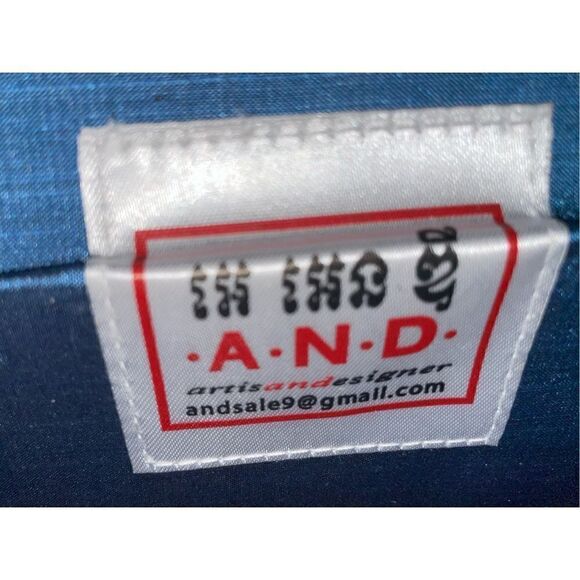 អេ អេន ឌី
·A·N·D·
artisandesigner
andsale9@gmail.com